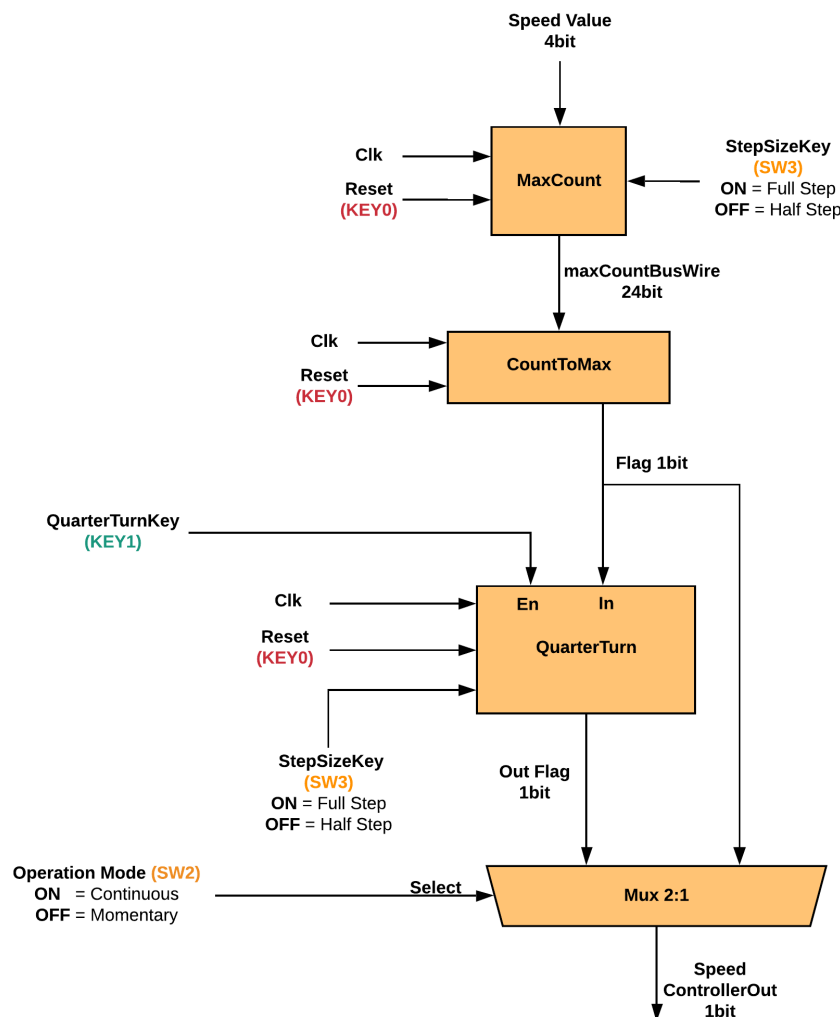 Speed Value
4bit
Clk
Reset
(KEY0)
MaxCount
StepSizeKey
(SW3)
ON = Full Step
OFF = Half Step
maxCountBusWire
24bit
Clk
Reset
(KEY0)
CountToMax
Flag 1bit
QuarterTurnKey
(KEY1)
En In
Clk
Reset
(KEY0)
QuarterTurn
StepSizeKey
(SW3)
ON = Full Step
OFF = Half Step
Out Flag
1bit
Operation Mode (SW2)
ON = Continuous
OFF = Momentary
Select
Mux 2:1
Speed
ControllerOut
1bit